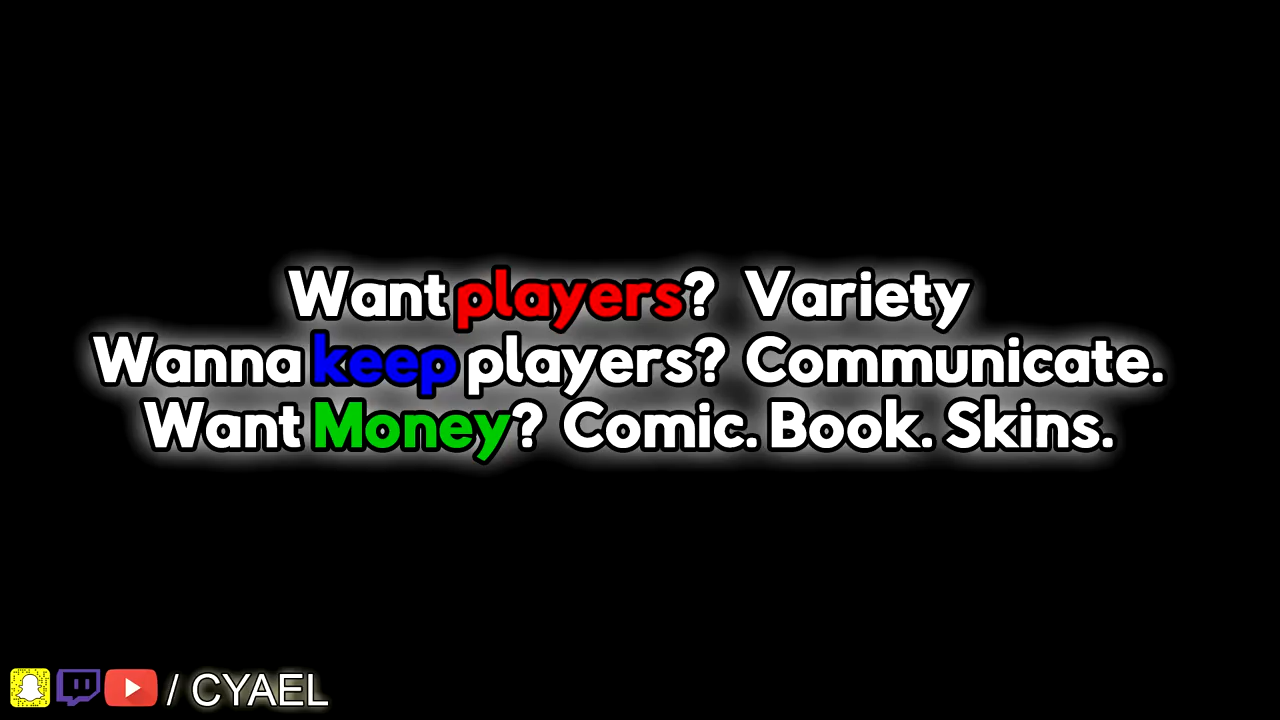 Want players? Variety
Wanna keep players? Communicate.
Want Money? Comic. Book. Skins.
/ CYAEL